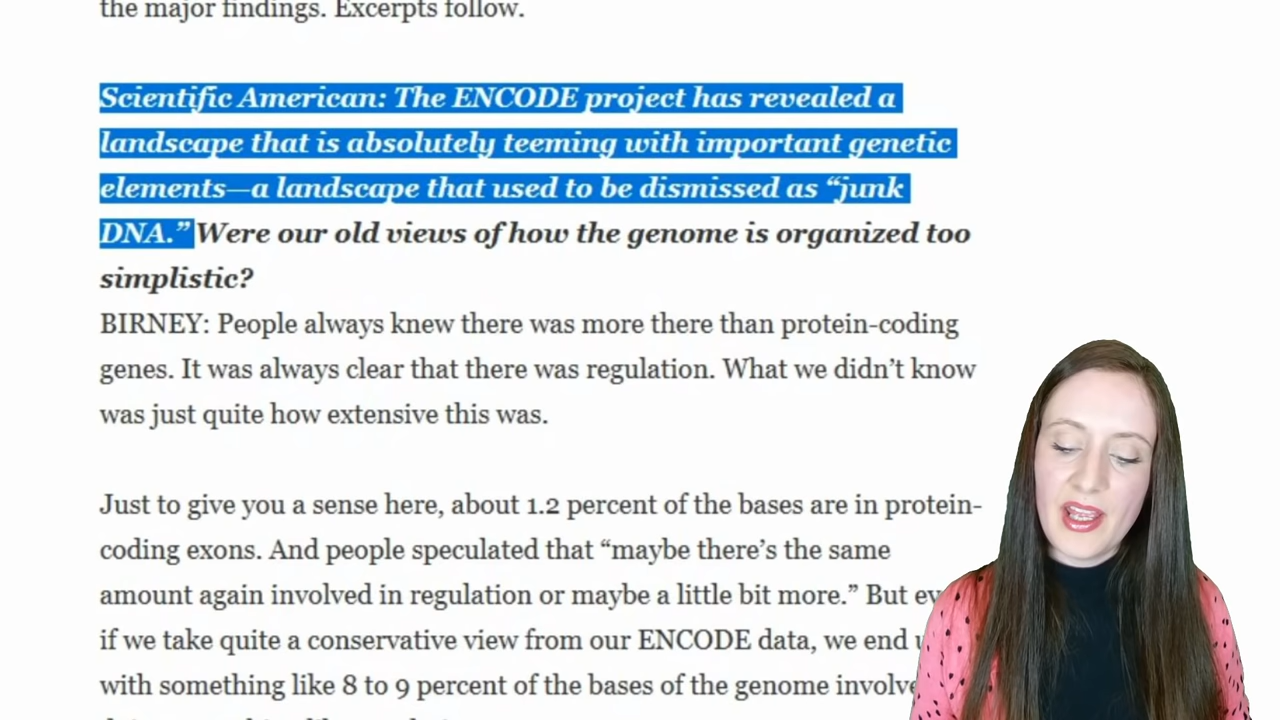 the major findings. Excerpts follow.
Scientific American: The ENCODE project has revealed a
landscape that is absolutely teeming with important genetic
elements—a landscape that used to be dismissed as “junk
DNA.” Were our old views of how the genome is organized too
simplistic?
BIRNEY: People always knew there was more there than protein-coding
genes. It was always clear that there was regulation. What we didn’t know
was just quite how extensive this was.
Just to give you a sense here, about 1.2 percent of the bases are in protein-
coding exons. And people speculated that “maybe there’s the same
amount again involved in regulation or maybe a little bit more.” But
if we take quite a conservative view from our ENCODE data, we end
with something like 8 to 9 percent of the bases of the genome